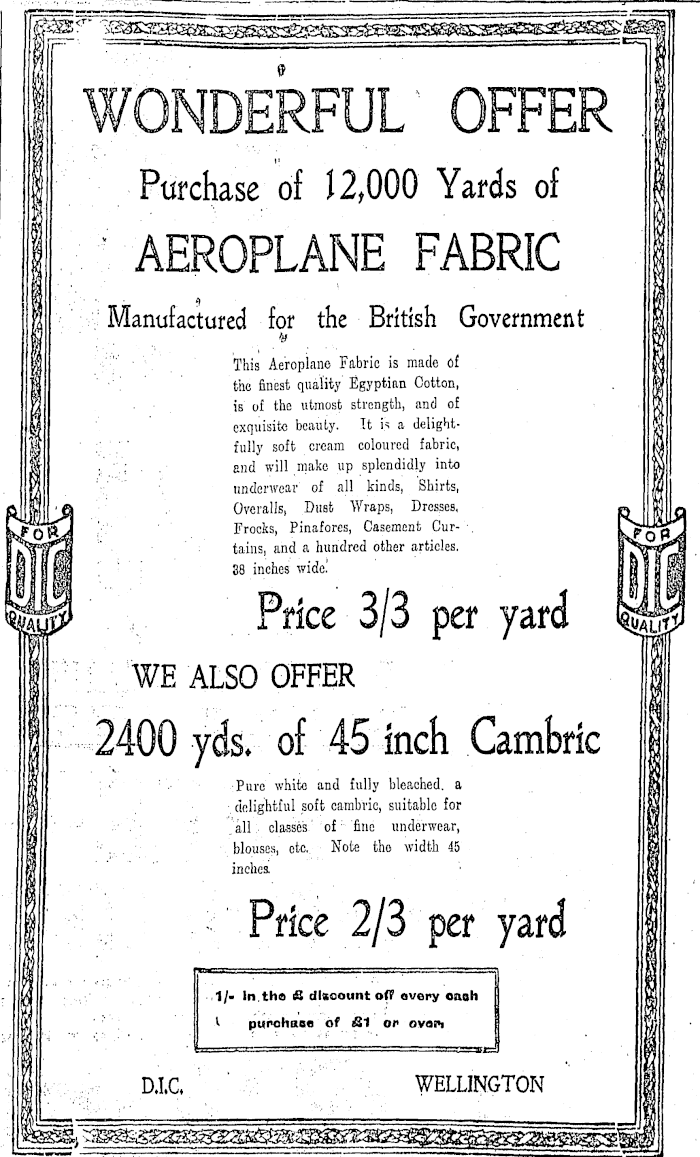 WONDERFUL OFFER
Purchase of 12,000 Yards of
AEROPLANE FABRIC
Manufactured for the British Government
This Aeroplane Fabric is made of
the finest quality Egyptian Cotton,
is of the utmost strength, and of
exquisite beauty. It is a delight-
fully soft cream coloured fabric,
and will make up splendidly into
underwear of all kinds, Shirts,
Overalls, Dust Wraps, Dresses,
Frocks, Pinafores, Casement Cur-
tains, and a hundred other articles.
38 inches wide.
FOR
DIC
QUALITY
FOR
DIC
QUALITY
Price 3/3 per yard
WE ALSO OFFER
2400 yds. of 45 inch Cambric
Pure white and fully bleached, a
delightful soft cambric, suitable for
all classes of fine underwear,
blouses, etc. Note the width 45
inches.
Price 2/3 per yard
1/- in the £ discount off every cash
purchase of £1 or over.
D.I.C. WELLINGTON